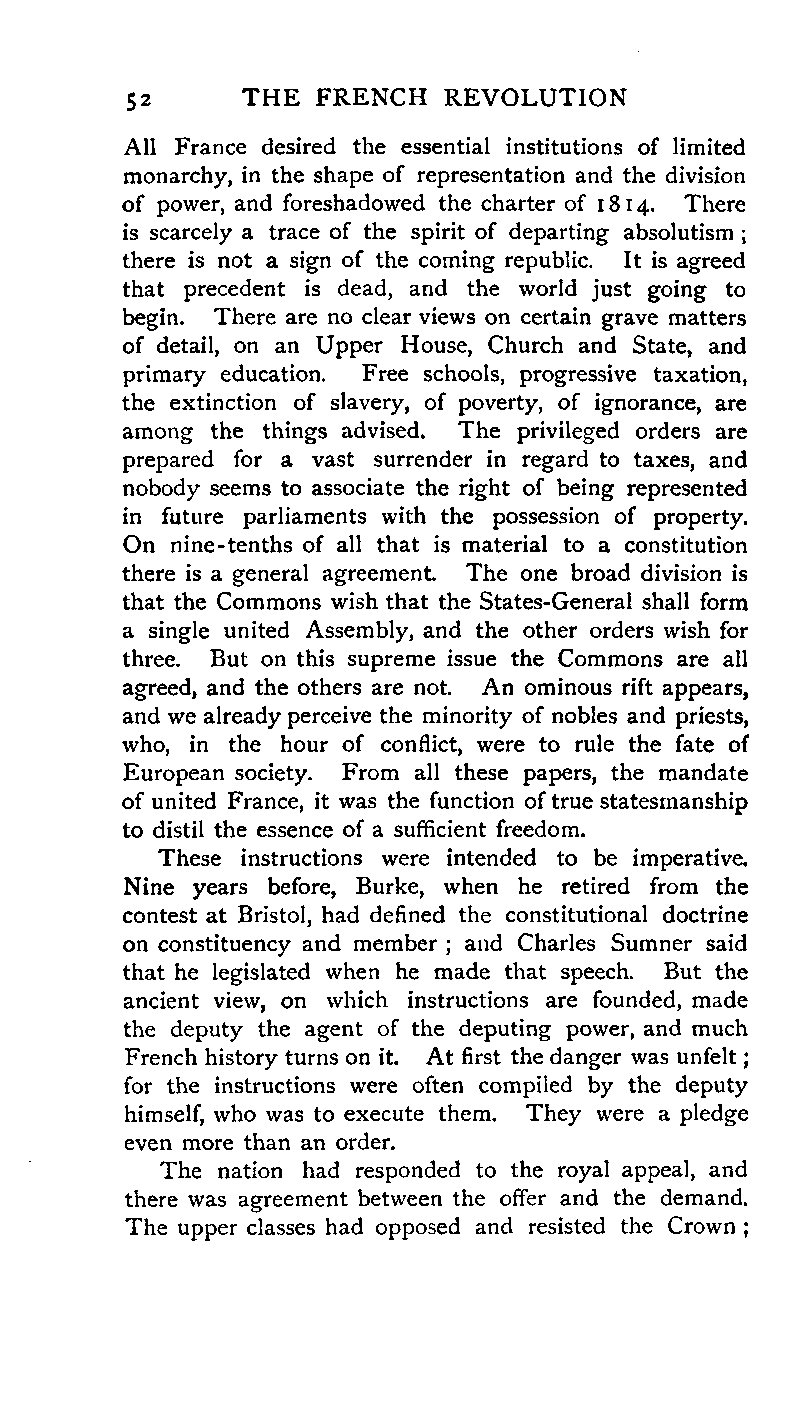 52 THE FRENCH REVOLUTION
All France desired the essential institutions of limited
monarchy, in the shape of representation and the division
of power, and foreshadowed the charter of 1814. There
is scarcely a trace of the spirit of departing absolutism ;
there is not a sign of the coming republic. It is agreed
that precedent is dead, and the world just going to
begin. There are no clear views on certain grave matters
of detail, on an Upper House, Church and State, and
primary education. Free schools, progressive taxation,
the extinction of slavery, of poverty, of ignorance, are
among the things advised. The privileged orders are
prepared for a vast surrender in regard to taxes, and
nobody seems to associate the right of being represented
in future parliaments with the possession of property.
On nine-tenths of all that is material to a constitution
there is a general agreement. The one broad division is
that the Commons wish that the States-General shall form
a single united Assembly, and the other orders wish for
three. But on this supreme issue the Commons are all
agreed, and the others are not. An ominous rift appears,
and we already perceive the minority of nobles and priests,
who, in the hour of conflict, were to rule the fate of
European society. From all these papers, the mandate
of united France, it was the function of true statesmanship
to distil the essence of a sufficient freedom.
These instructions were intended to be imperative.
Nine years before, Burke, when he retired from the
contest at Bristol, had defined the constitutional doctrine
on constituency and member ; and Charles Sumner said
that he legislated when he made that speech. But the
ancient view, on which instructions are founded, made
the deputy the agent of the deputing power, and much
French history turns on it. At first the danger was unfelt ;
for the instructions were often compiled by the deputy
himself, who was to execute them. They were a pledge
even more than an order.
The nation had responded to the royal appeal, and
there was agreement between the offer and the demand.
The upper classes had opposed and resisted the Crown ;